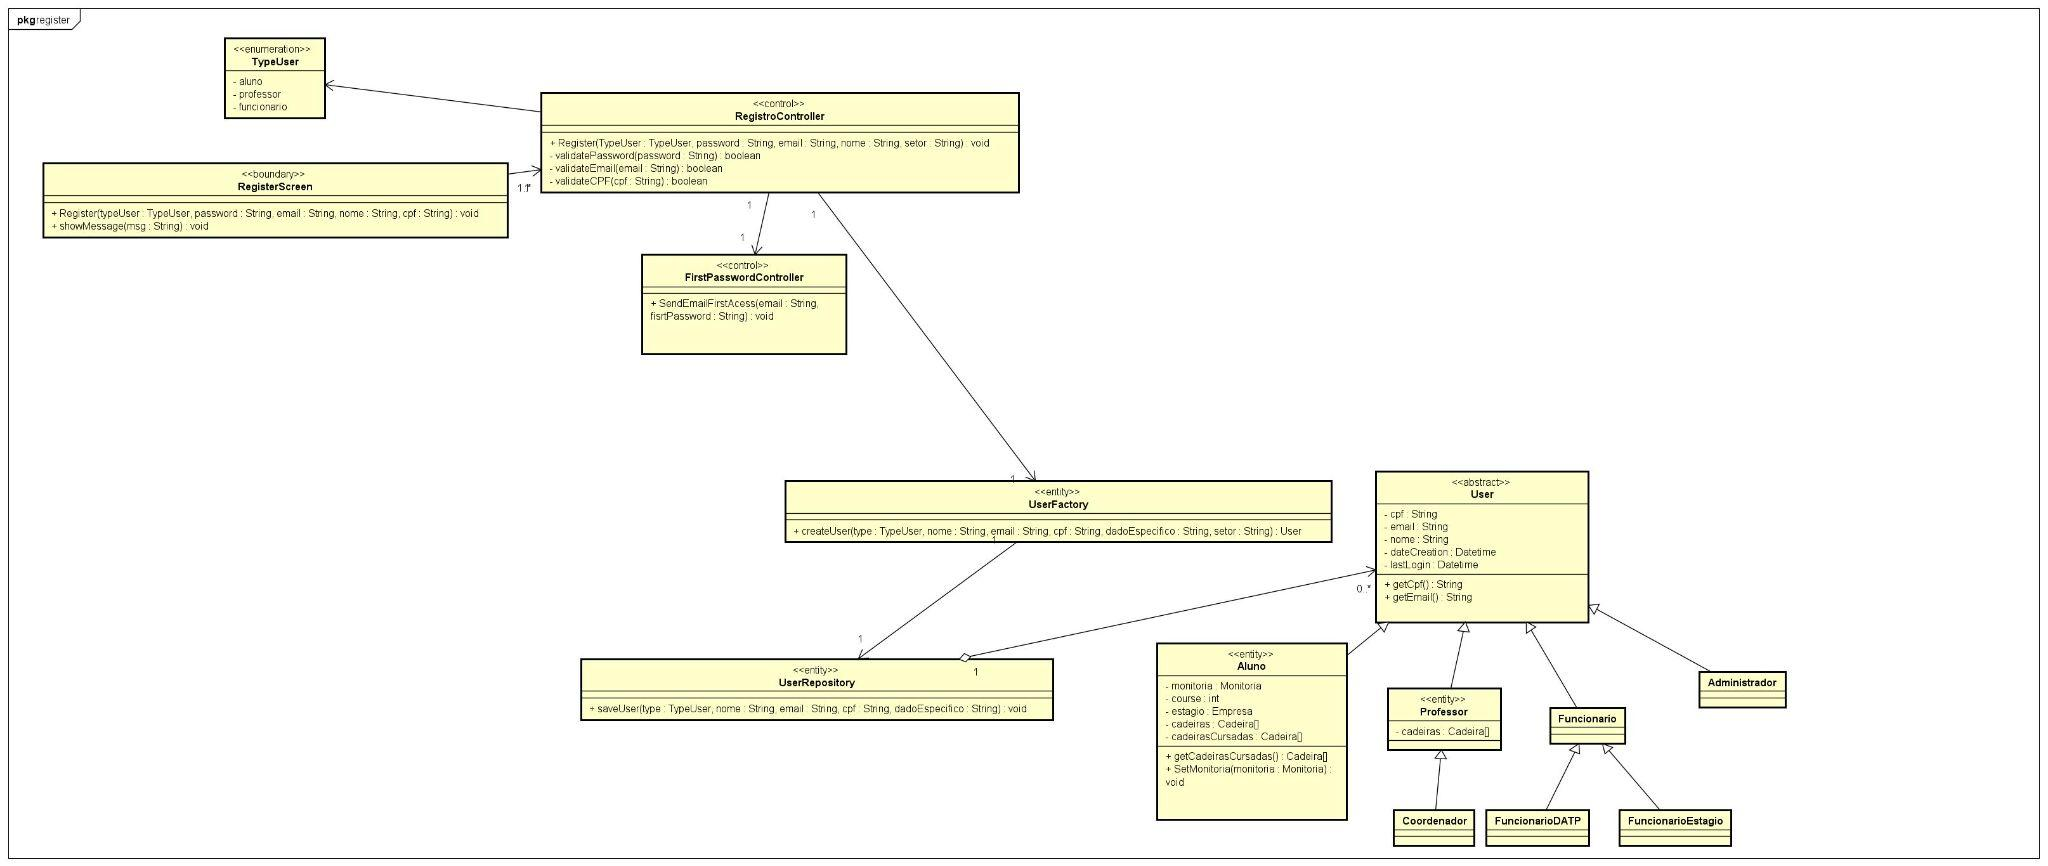 pkg register
<<enumeration>>
TypeUser
- aluno
- professor
- funcionario
<<control>>
RegistroController
+ Register(TypeUser : TypeUser, password : String, email : String, nome : String, setor : String) : void
- validatePassword(password : String) : boolean
- validateEmail(email : String) : boolean
- validateCPF(cpf : String) : boolean
<<boundary>>
RegisterScreen
+ Register(typeUser : TypeUser, password : String, email : String, nome : String, cpf : String) : void
+ showMessage(msg : String) : void
1
1
1
<<control>>
FirstPasswordController
+ SendEmailFirstAcess(email : String,
fisrtPassword : String) : void
1
<<entity>>
UserFactory
+ createUser(type : TypeUser, nome : String, email : String, cpf : String, dadoEspecifico : String, setor : String) : User
1
1
<<entity>>
UserRepository
+ saveUser(type : TypeUser, nome : String, email : String, cpf : String, dadoEspecifico : String) : void
1
0..*
<<abstract>>
User
- cpf : String
- email : String
- nome : String
- dateCreation : Datetime
- lastLogin : Datetime
+ getCpf() : String
+ getEmail() : String
<<entity>>
Aluno
- monitoria : Monitoria
- course : int
- estagio : Empresa
- cadeiras : Cadeira[]
- cadeirasCursadas : Cadeira[]
+ getCadeirasCursadas() : Cadeira[]
+ SetMonitoria(monitoria : Monitoria) :
void
<<entity>>
Professor
- cadeiras : Cadeira[]
Funcionario
Administrador
Coordenador
FuncionarioDATP
FuncionarioEstagio